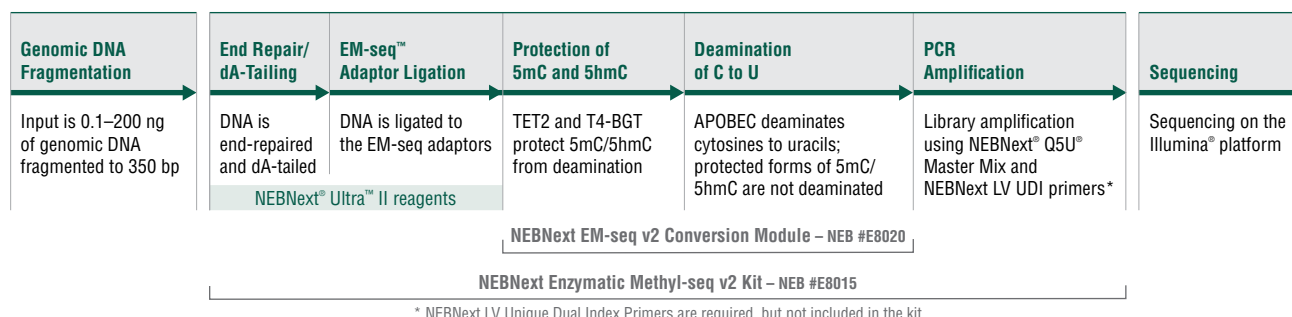 Genomic DNA
Fragmentation
Input is 0.1–200 ng
of genomic DNA
fragmented to 350 bp
End Repair/
dA-Tailing
DNA is
end-repaired
and dA-tailed
EM-seq™
Adaptor Ligation
DNA is ligated to
the EM-seq adaptors
NEBNext® Ultra™ II reagents
Protection of
5mC and 5hmC
TET2 and T4-BGT
protect 5mC/5hmC
from deamination
Deamination
of C to U
APOBEC deaminates
cytosines to uracils;
protected forms of 5mC/
5hmC are not deaminated
PCR
Amplification
Library amplification
using NEBNext® Q5U®
Master Mix and
NEBNext LV UDI primers*
Sequencing
Sequencing on the
Illumina® platform
NEBNext EM-seq v2 Conversion Module – NEB #E8020
NEBNext Enzymatic Methyl-seq v2 Kit – NEB #E8015
* NEBNext LV Unique Dual Index Primers are required, but not included in the kit